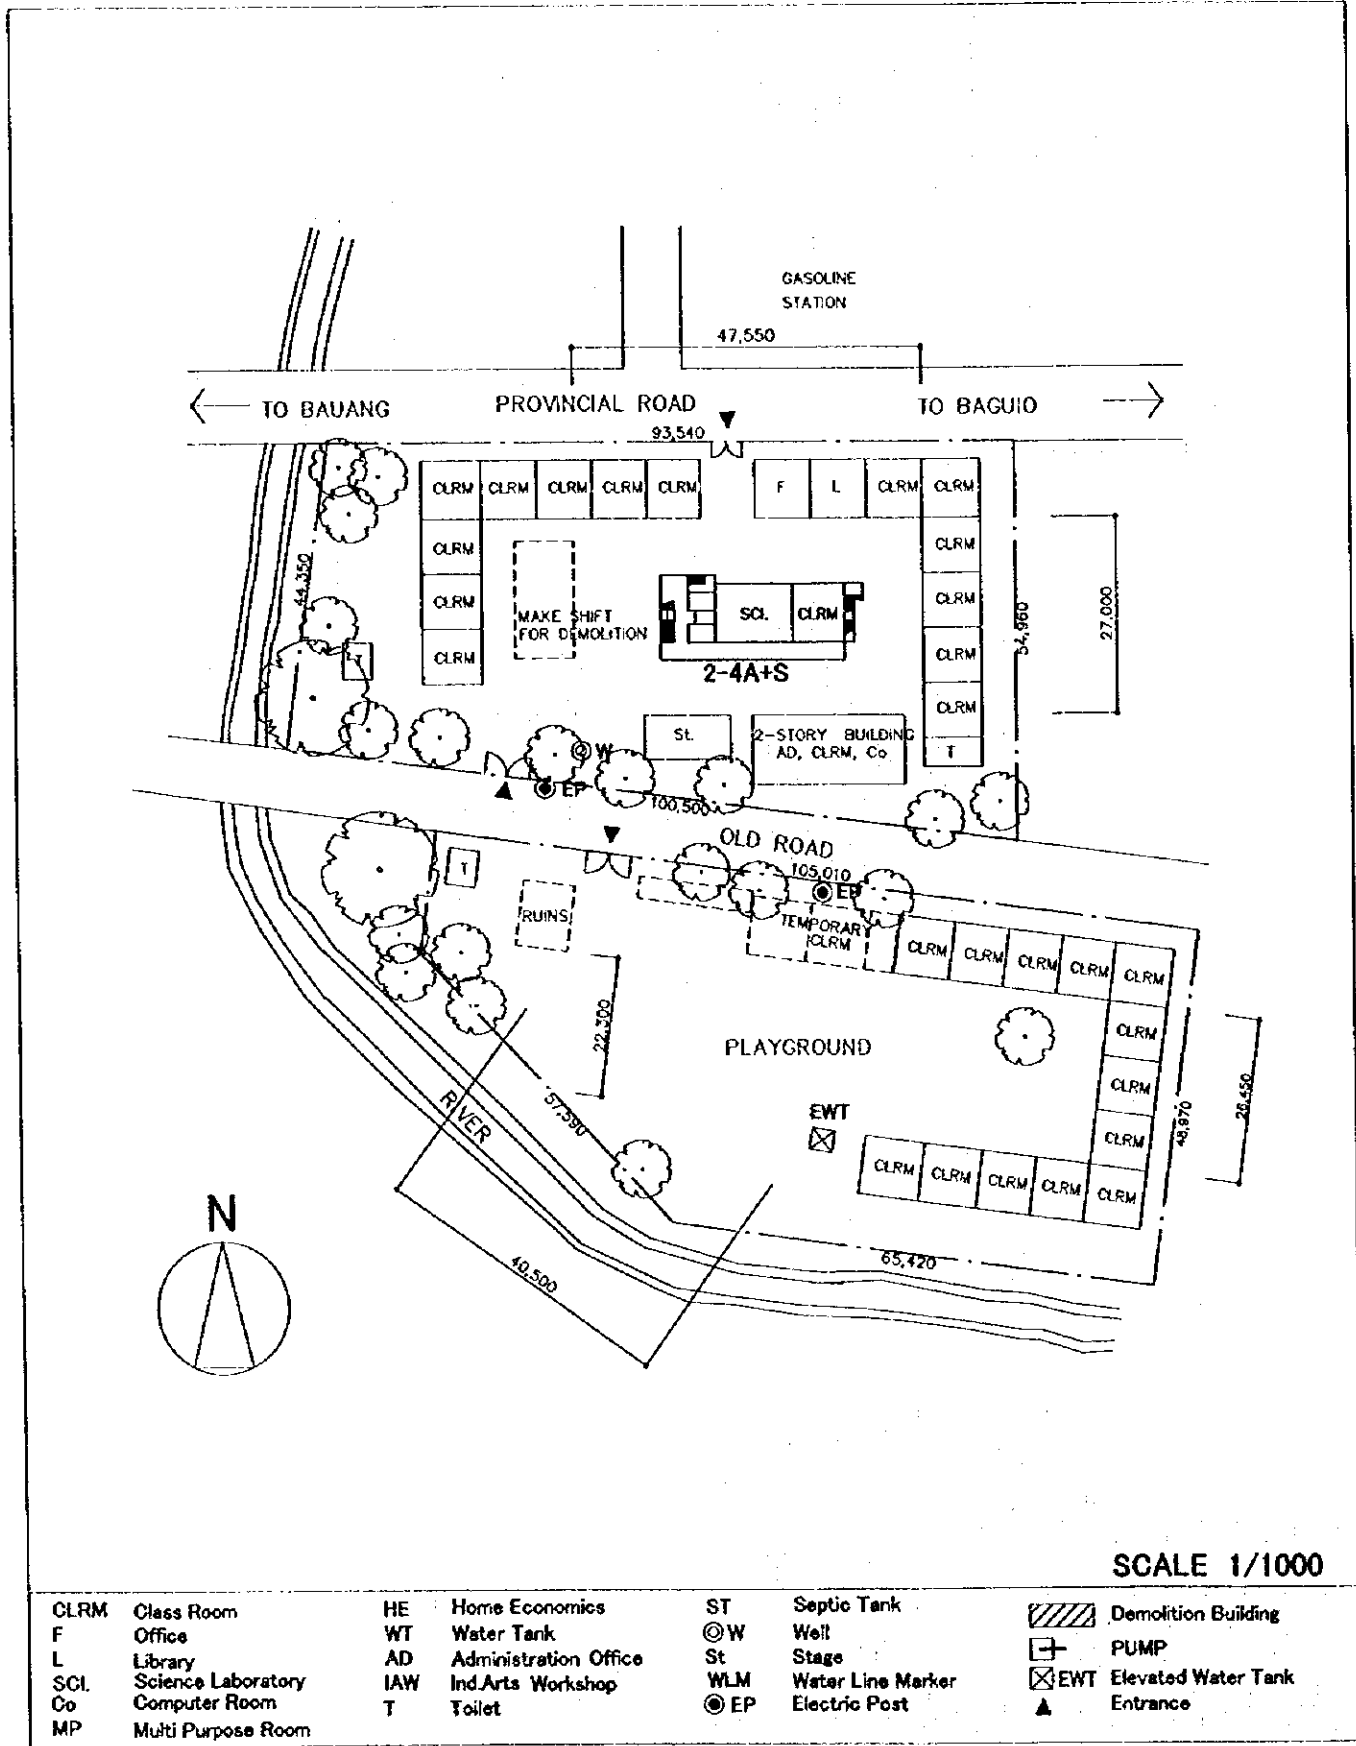 GASOLINE
STATION
47,550
TO BAUANG
PROVINCIAL ROAD
TO BAGUIO
93,540
CLRM CLRM CLRM CLRM CLRM
F L CLRM CLRM
CLRM
CLRM
CLRM
CLRM
CLRM
CLRM
CLRM
44,350
MAKE SHIFT
FOR DEMOLITION
SCI. CLRM
2-4A+S
54,960
27,000
T
St.
2-STORY BUILDING
AD, CLRM, Co
T
W
EP
100,500
OLD ROAD
105,010
EP
T
RUINS
TEMPORARY
CLRM
CLRM CLRM CLRM CLRM CLRM
CLRM
CLRM
CLRM
22,300
PLAYGROUND
26,450
48,970
57,590
RIVER
EWT
CLRM CLRM CLRM CLRM CLRM
65,420
40,500
N
SCALE 1/1000
CLRM Class Room
F Office
L Library
SCI. Science Laboratory
Co Computer Room
MP Multi Purpose Room
HE Home Economics
WT Water Tank
AD Administration Office
IAW Ind.Arts Workshop
T Toilet
ST Septic Tank
W Well
St Stage
WLM Water Line Marker
EP Electric Post
Demolition Building
PUMP
EWT Elevated Water Tank
Entrance